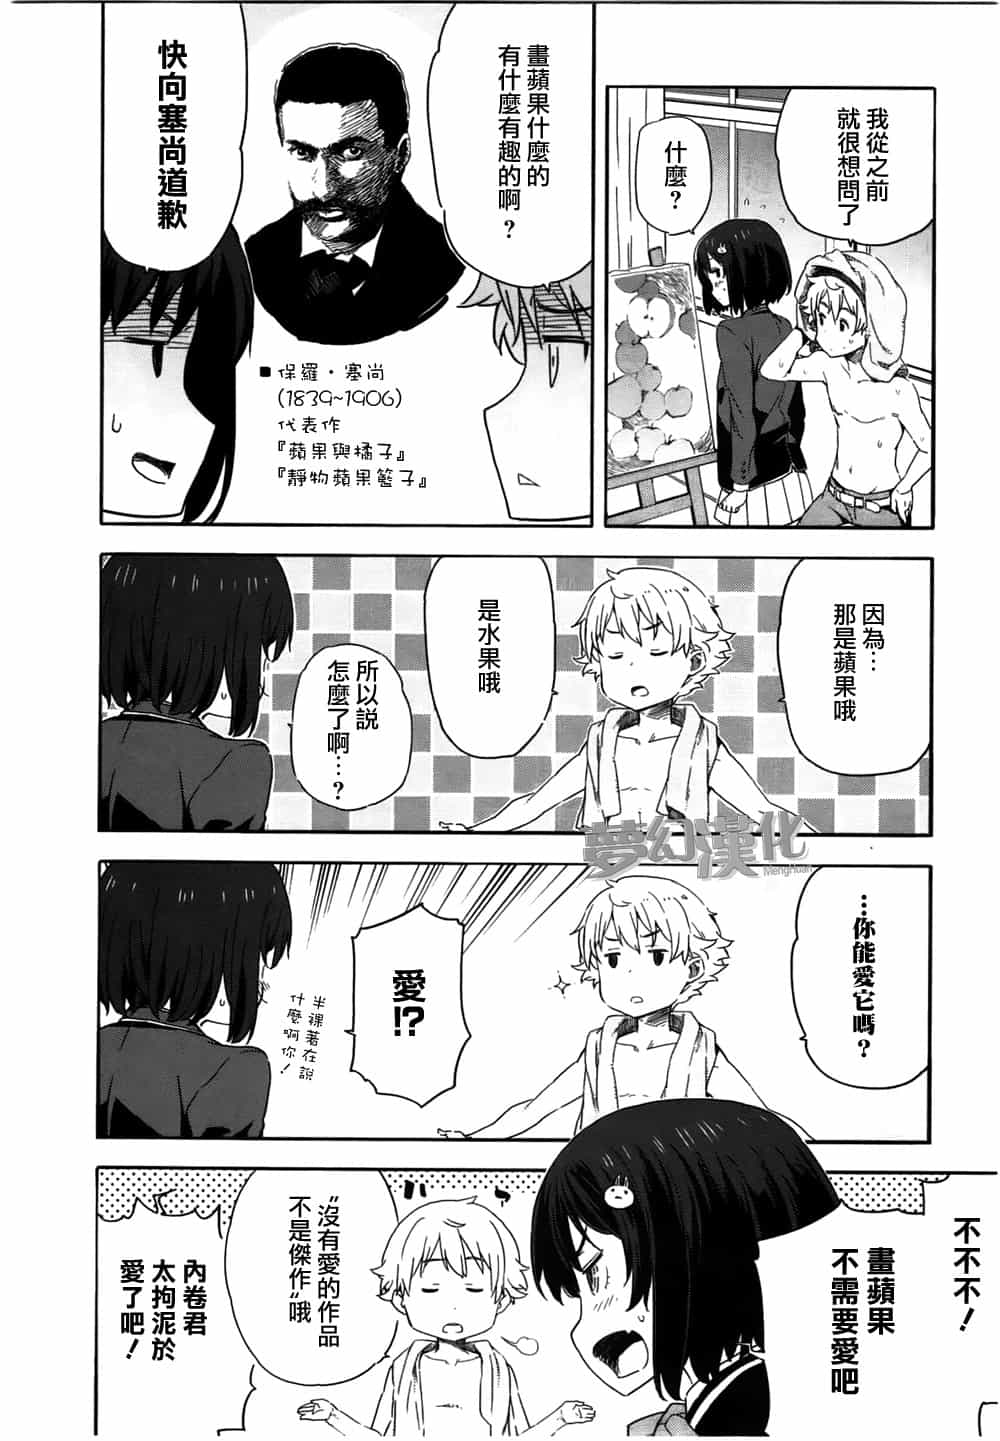 我從之前
就很想問了
什麼？
畫蘋果什麼的
有什麼有趣的啊？
快向塞尚道歉
■保羅・塞尚
(1839~1906)
代表作
『蘋果與橘子』
『靜物蘋果籃子』
因為…
那是蘋果哦
是水果哦
所以說
怎麼了啊…？
夢幻漢化
MengHuan
…你能愛它嗎？
愛!?
半裸著在說
什麼啊你！
不不不！
畫蘋果
不需要愛吧
“沒有愛的作品
不是傑作”哦
內卷君
太拘泥於
愛了吧！